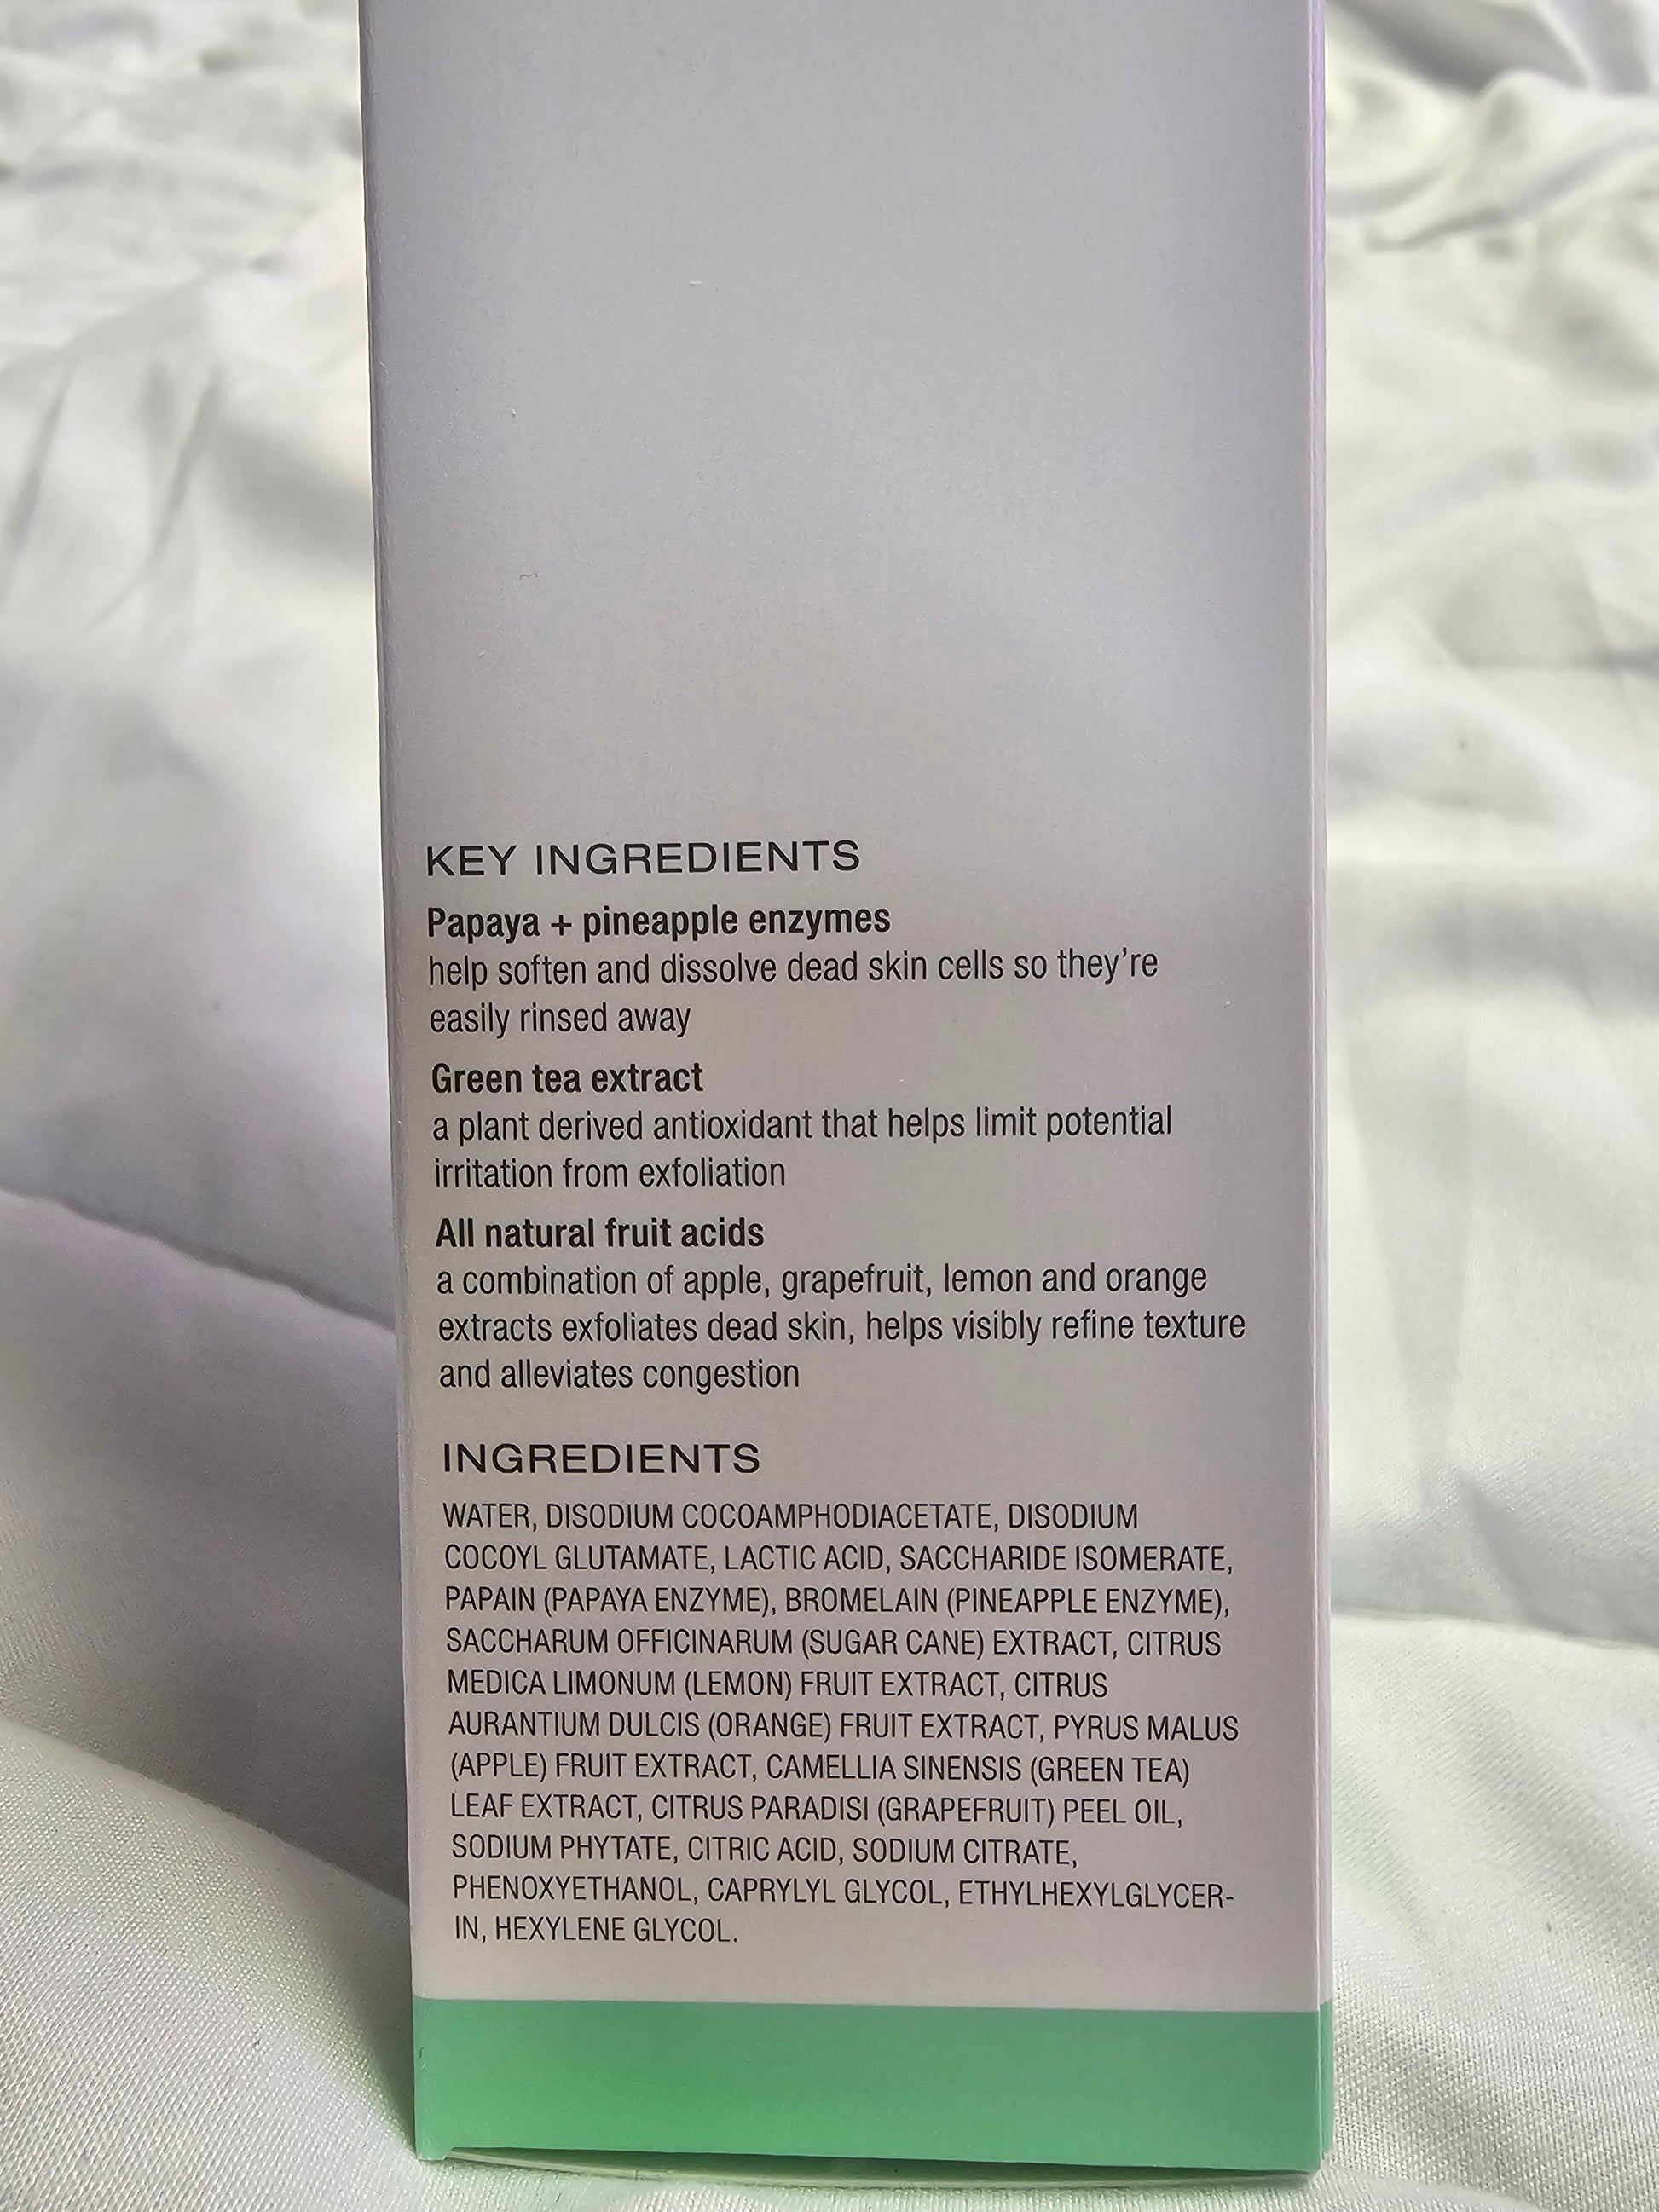 KEY INGREDIENTS
Papaya + pineapple enzymes
help soften and dissolve dead skin cells so they're
easily rinsed away
Green tea extract
a plant derived antioxidant that helps limit potential
irritation from exfoliation
All natural fruit acids
a combination of apple, grapefruit, lemon and orange
extracts exfoliates dead skin, helps visibly refine texture
and alleviates congestion
INGREDIENTS
WATER, DISODIUM COCOAMPHODIACETATE, DISODIUM
COCOYL GLUTAMATE, LACTIC ACID, SACCHARIDE ISOMERATE,
PAPAIN (PAPAYA ENZYME), BROMELAIN (PINEAPPLE ENZYME),
SACCHARUM OFFICINARUM (SUGAR CANE) EXTRACT, CITRUS
MEDICA LIMONUM (LEMON) FRUIT EXTRACT, CITRUS
AURANTIUM DULCIS (ORANGE) FRUIT EXTRACT, PYRUS MALUS
(APPLE) FRUIT EXTRACT, CAMELLIA SINENSIS (GREEN TEA)
LEAF EXTRACT, CITRUS PARADISI (GRAPEFRUIT) PEEL OIL,
SODIUM PHYTATE, CITRIC ACID, SODIUM CITRATE,
PHENOXYETHANOL, CAPRYLYL GLYCOL, ETHYLHEXYLGLYCER-
IN, HEXYLENE GLYCOL.